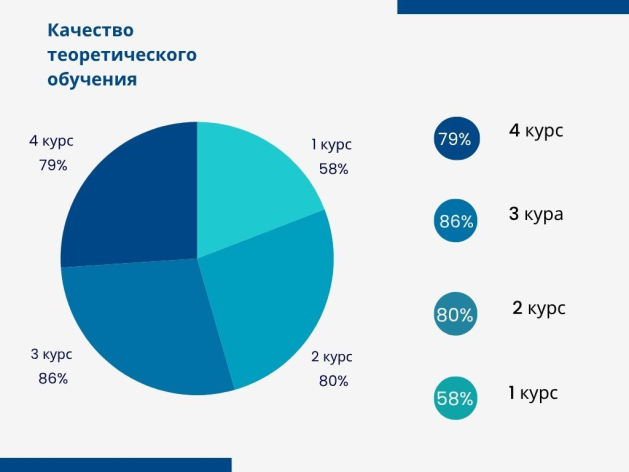 Качество
теоретического
обучения
4 курс
79%
1 курс
58%
3 курс
86%
2 курс
80%
79%
4 курс
86%
3 кура
80%
2 курс
58%
1 курс